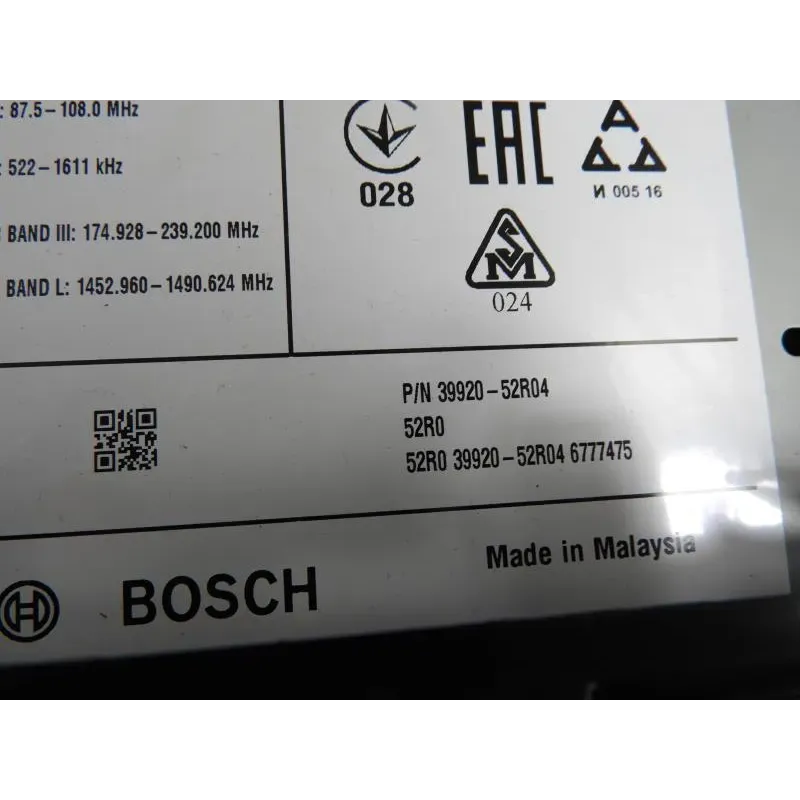 : 87.5-108.0 MHz
: 522-1611 kHz
BAND III: 174.928-239.200 MHz
BAND L: 1452.960-1490.624 MHz
028
EAC
A
И 005 16
SM
024
P/N 39920-52R04
52R0
52R0 39920-52R04 6777475
Made in Malaysia
BOSCH